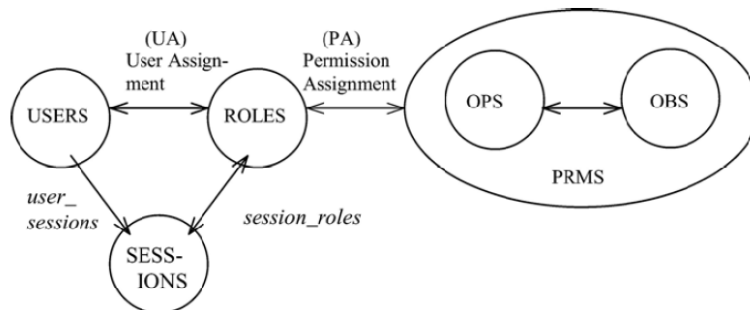 (UA)
User Assign-
ment
(PA)
Permission
Assignment
USERS
ROLES
OPS
OBS
PRMS
user_
sessions
session_roles
SESS-
IONS